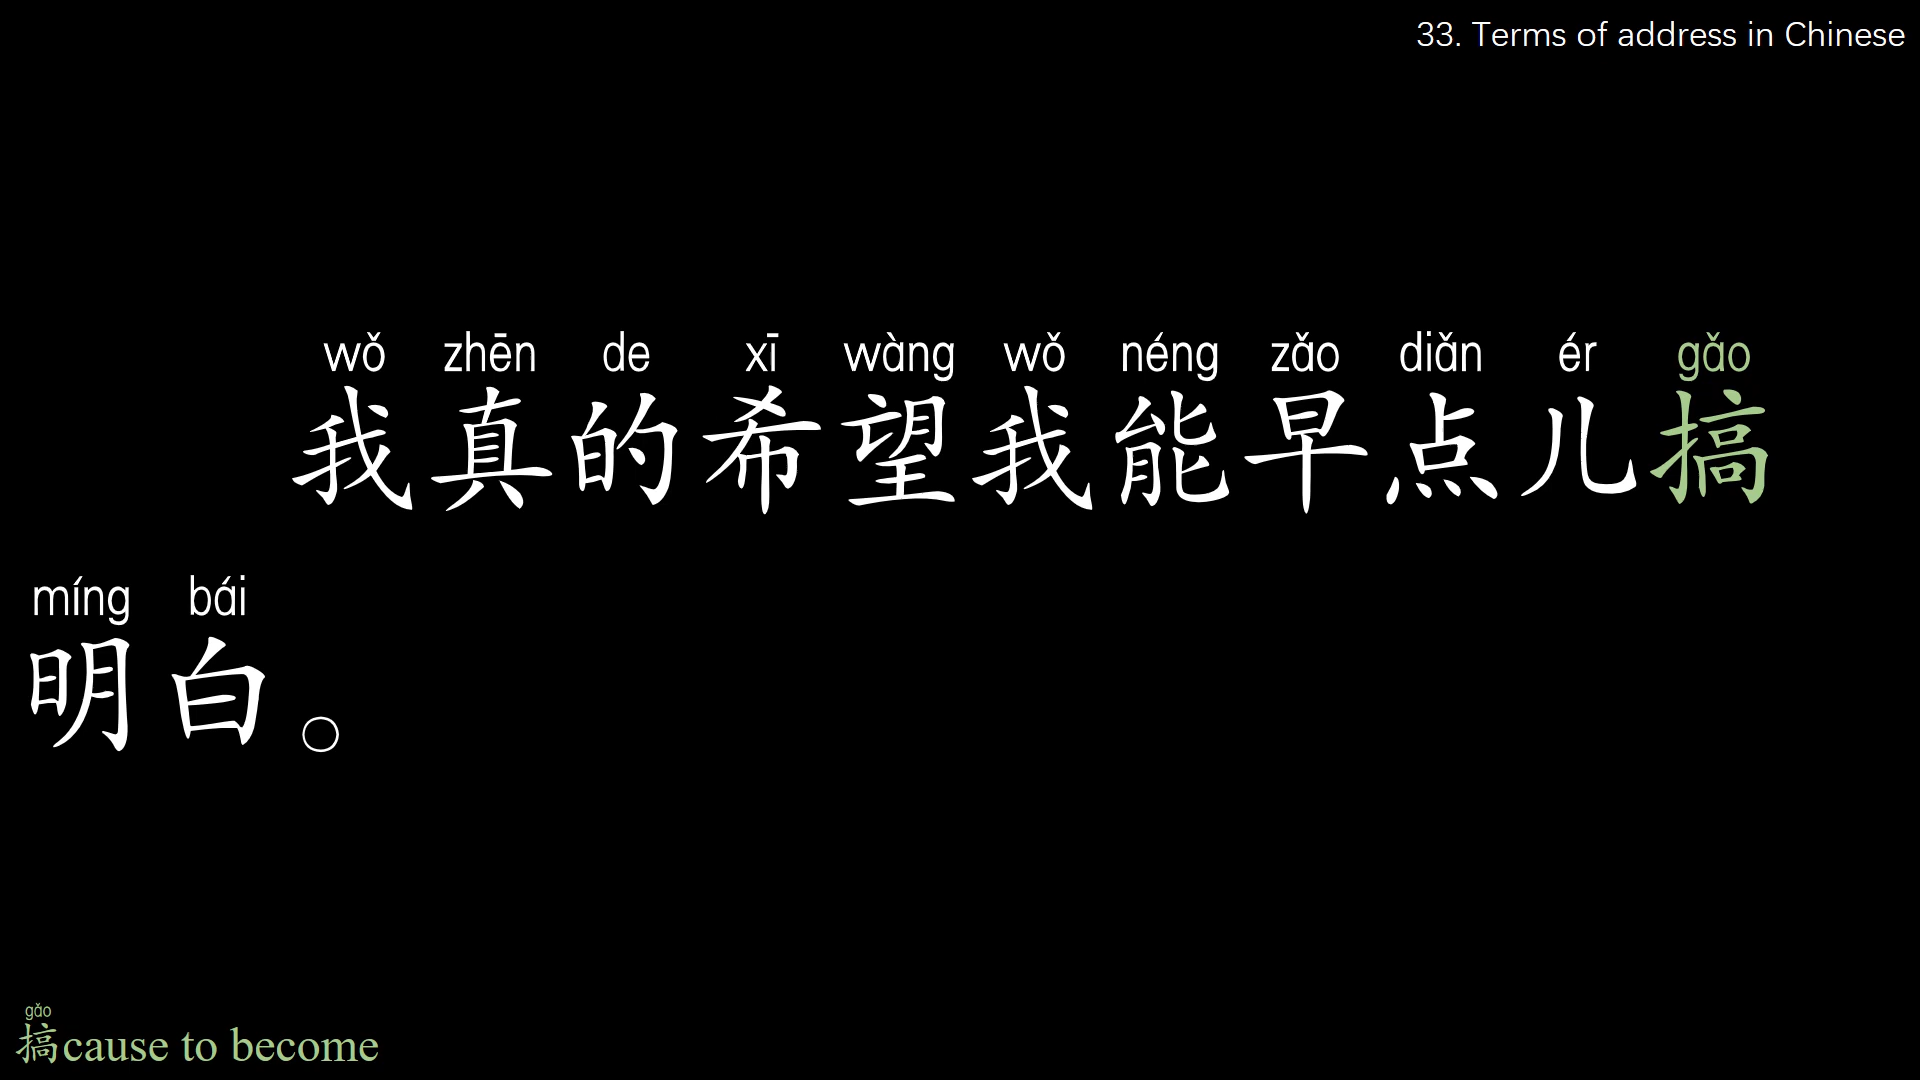 33. Terms of address in Chinese
wǒ zhēn de xī wàng wǒ néng zǎo diǎn ér gǎo
我真的希望我能早点儿搞
míng bái
明白。
gǎo
搞cause to become